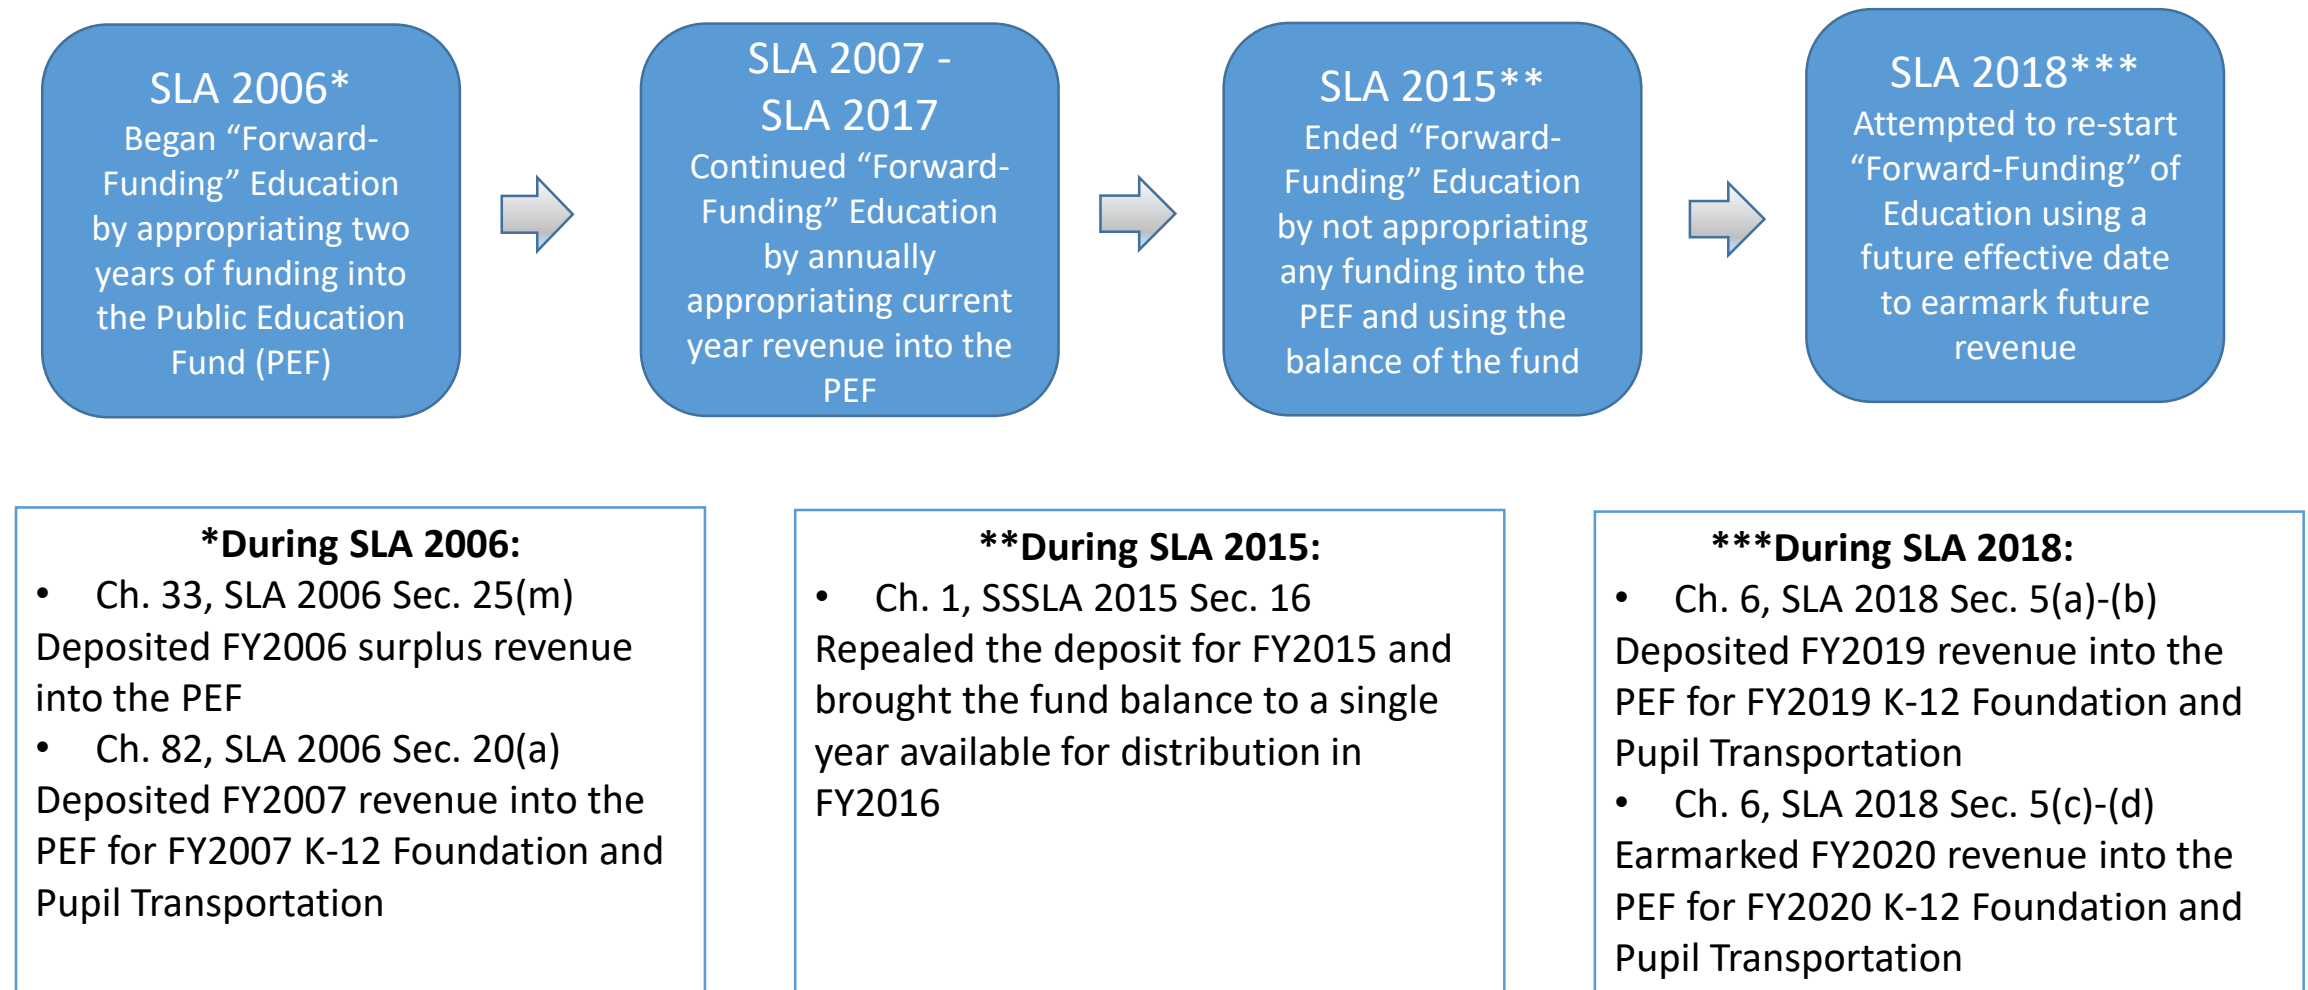 SLA 2006*
Began “Forward-
Funding” Education
by appropriating two
years of funding into
the Public Education
Fund (PEF)
SLA 2007 -
SLA 2017
Continued “Forward-
Funding” Education
by annually
appropriating current
year revenue into the
PEF
SLA 2015**
Ended “Forward-
Funding” Education
by not appropriating
any funding into the
PEF and using the
balance of the fund
SLA 2018***
Attempted to re-start
“Forward-Funding” of
Education using a
future effective date
to earmark future
revenue
*During SLA 2006:
• Ch. 33, SLA 2006 Sec. 25(m)
Deposited FY2006 surplus revenue
into the PEF
• Ch. 82, SLA 2006 Sec. 20(a)
Deposited FY2007 revenue into the
PEF for FY2007 K-12 Foundation and
Pupil Transportation
**During SLA 2015:
• Ch. 1, SSSLA 2015 Sec. 16
Repealed the deposit for FY2015 and
brought the fund balance to a single
year available for distribution in
FY2016
***During SLA 2018:
• Ch. 6, SLA 2018 Sec. 5(a)-(b)
Deposited FY2019 revenue into the
PEF for FY2019 K-12 Foundation and
Pupil Transportation
• Ch. 6, SLA 2018 Sec. 5(c)-(d)
Earmarked FY2020 revenue into the
PEF for FY2020 K-12 Foundation and
Pupil Transportation